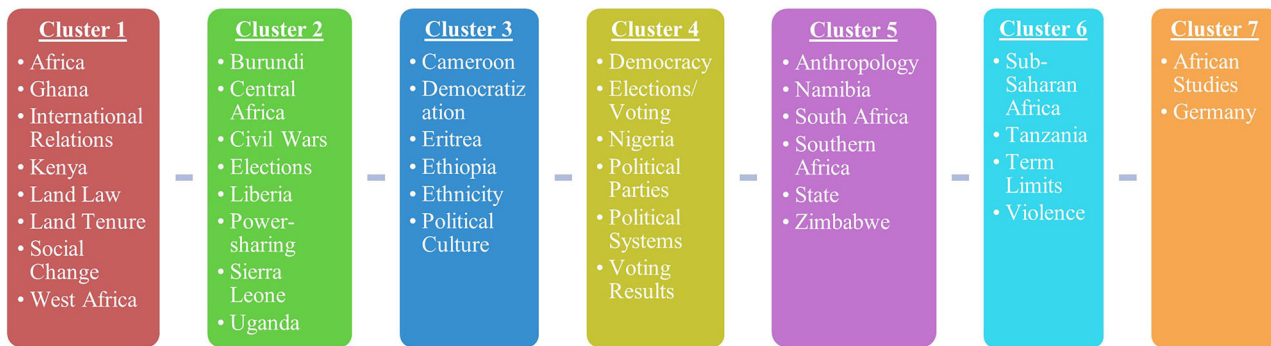 Cluster 1
• Africa
• Ghana
• International
Relations
• Kenya
• Land Law
• Land Tenure
• Social
Change
• West Africa
Cluster 2
• Burundi
• Central
Africa
• Civil Wars
• Elections
• Liberia
• Power-
sharing
• Sierra
Leone
• Uganda
Cluster 3
• Cameroon
• Democratiz
ation
• Eritrea
• Ethiopia
• Ethnicity
• Political
Culture
Cluster 4
• Democracy
• Elections/
Voting
• Nigeria
• Political
Parties
• Political
Systems
• Voting
Results
Cluster 5
• Anthropology
• Namibia
• South Africa
• Southern
Africa
• State
• Zimbabwe
Cluster 6
• Sub-
Saharan
Africa
• Tanzania
• Term
Limits
• Violence
Cluster 7
• African
Studies
• Germany